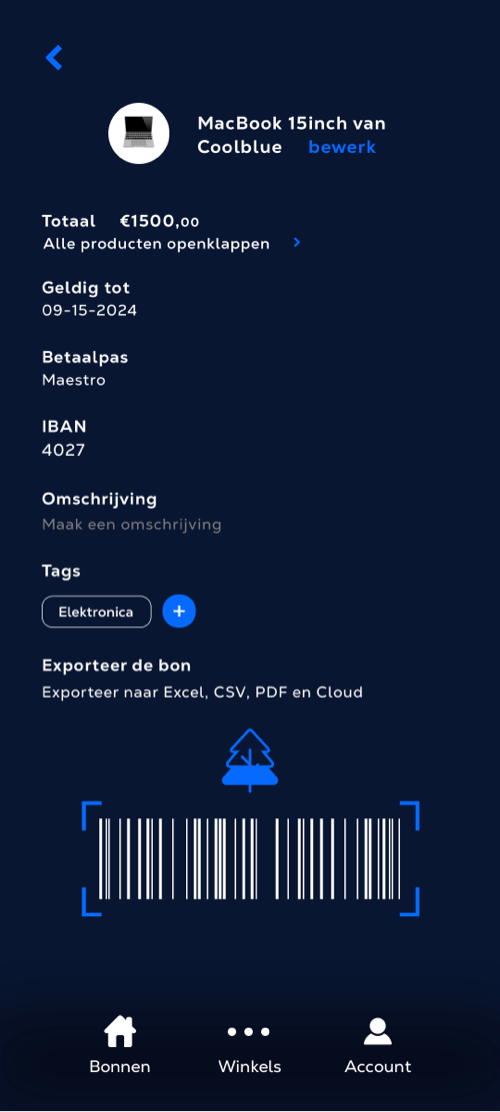 MacBook 15inch van
Coolblue bewerk
Totaal €1500,00
Alle producten openklappen
Geldig tot
09-15-2024
Betaalpas
Maestro
IBAN
4027
Omschrijving
Maak een omschrijving
Tags
Elektronica +
Exporteer de bon
Exporteer naar Excel, CSV, PDF en Cloud
Bonnen Winkels Account